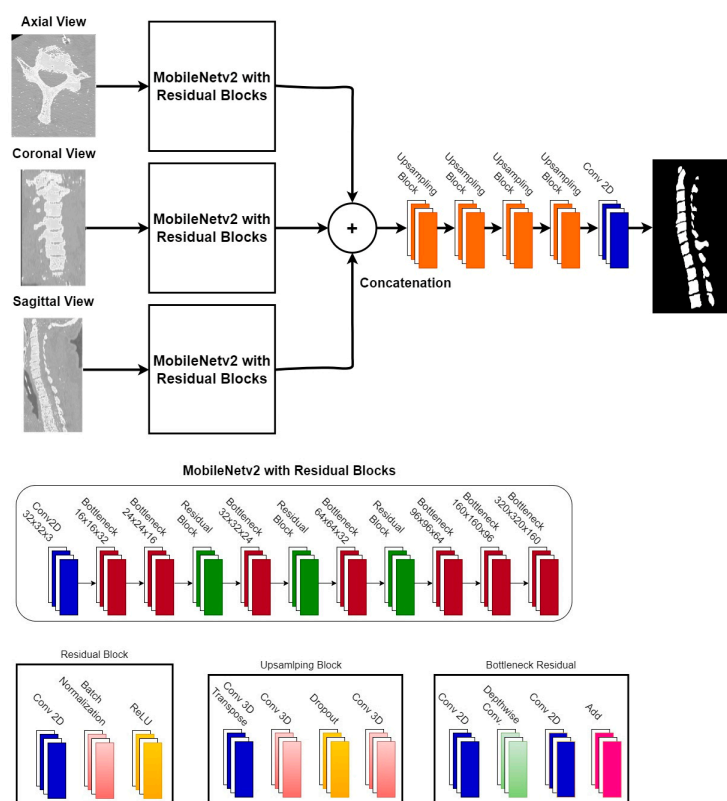 Axial View
MobileNetv2 with
Residual Blocks
Coronal View
MobileNetv2 with
Residual Blocks
Sagittal View
MobileNetv2 with
Residual Blocks
+
Concatenation
Upsampling
Block
Upsampling
Block
Upsampling
Block
Upsampling
Block
Conv 2D
MobileNetv2 with Residual Blocks
Conv2D
32x32x3
Bottleneck
16x16x32
Bottleneck
24x24x16
Residual
Block
Bottleneck
32x32x24
Residual
Block
Bottleneck
64x64x32
Residual
Block
Bottleneck
96x96x64
Bottleneck
160x160x96
Bottleneck
320x320x160
Residual Block
Conv 2D
Batch
Normalization
ReLU
Upsamlping Block
Conv 3D
Transpose
Conv 3D
Dropout
Conv 3D
Bottleneck Residual
Conv 2D
Depthwise
Conv.
Conv 2D
Add